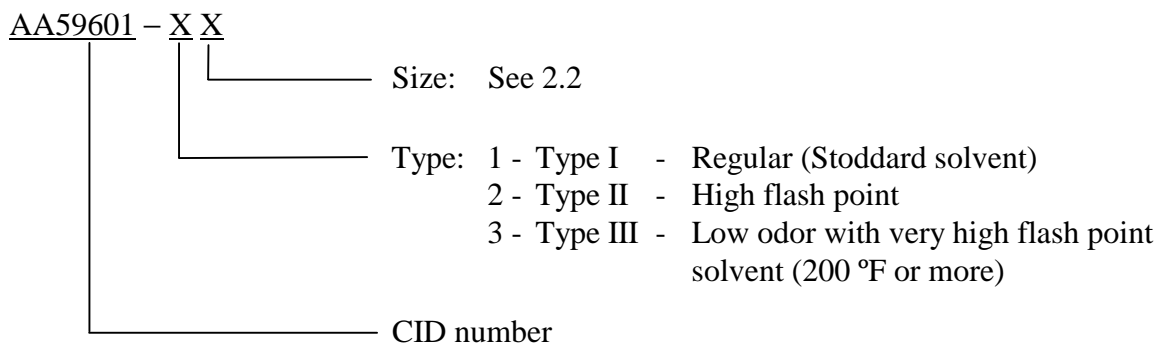 AA59601 – X X
Size: See 2.2
Type: 1 - Type I - Regular (Stoddard solvent)
2 - Type II - High flash point
3 - Type III - Low odor with very high flash point
solvent (200 ºF or more)
CID number